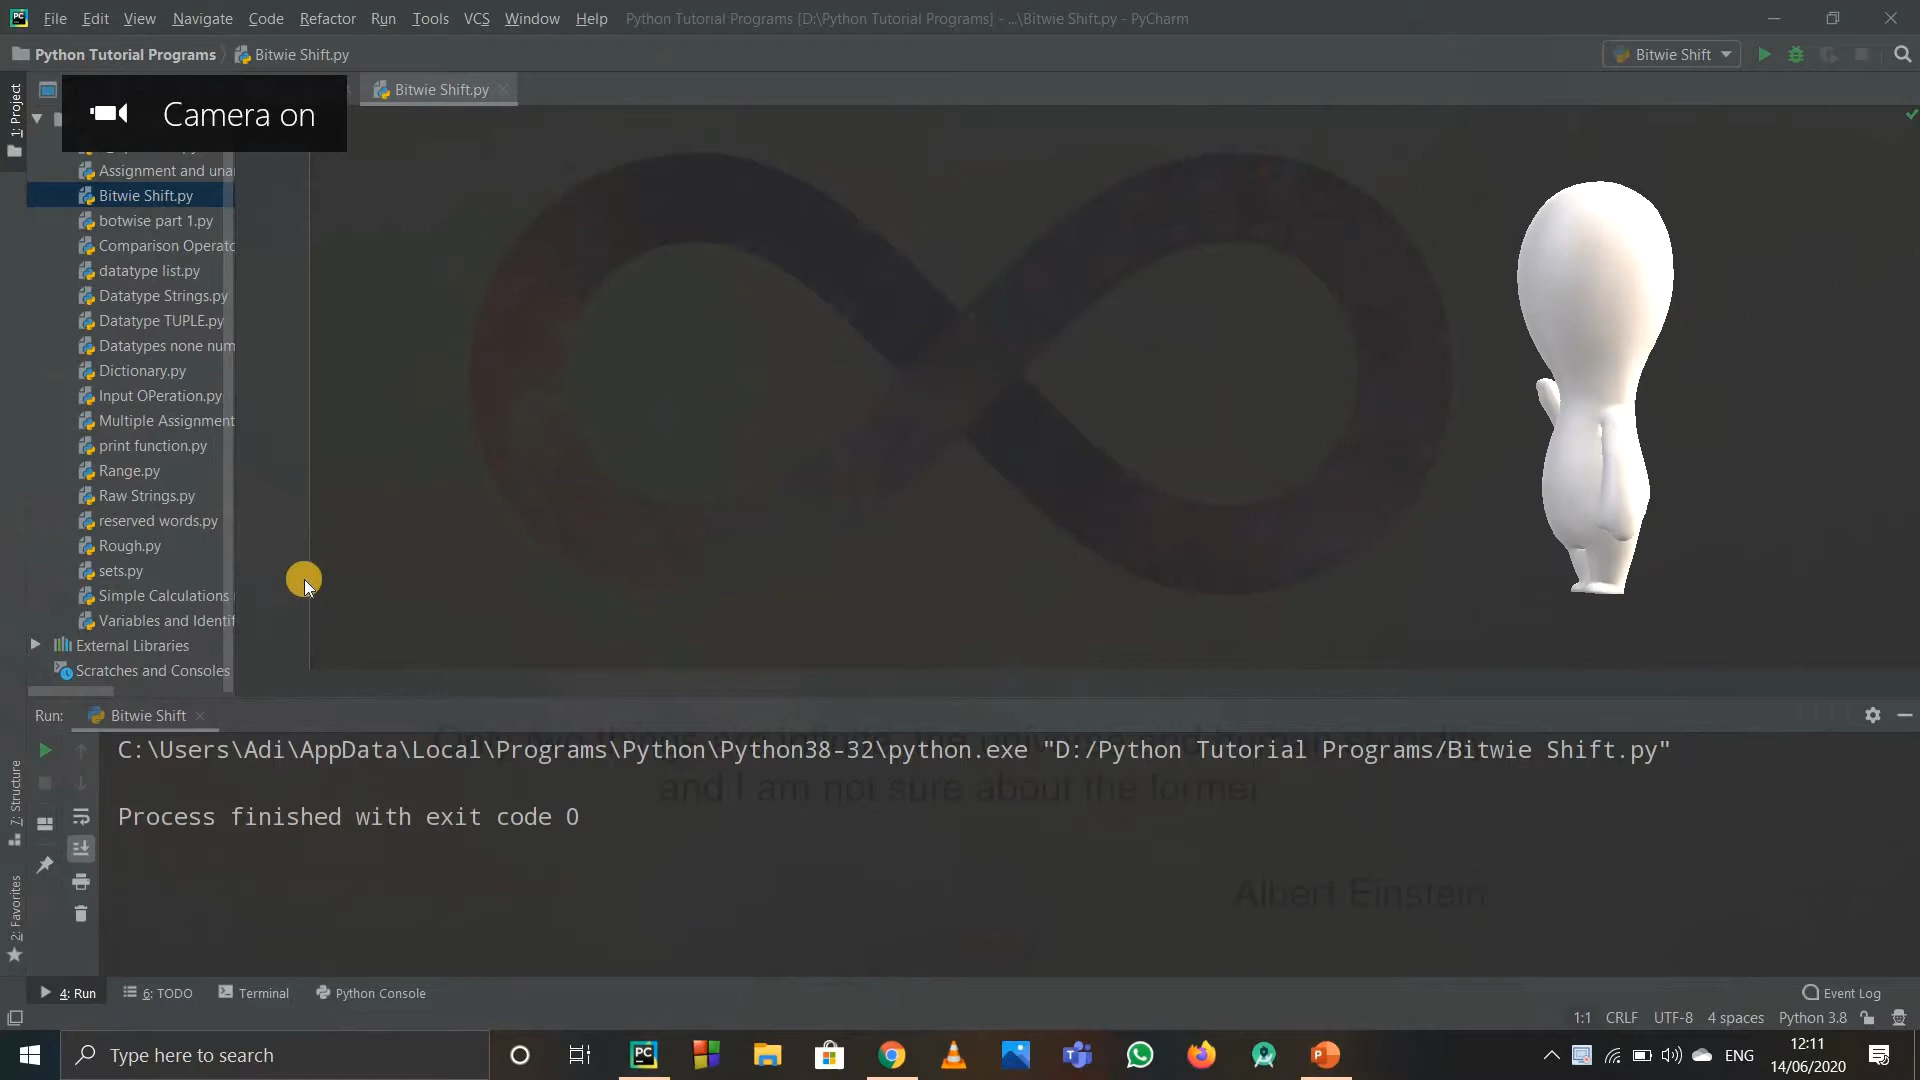 File Edit View Navigate Code Refactor Run Tools VCS Window Help Python Tutorial Programs [D:\Python Tutorial Programs] - ...\Bitwie Shift.py - PyCharm
Python Tutorial Programs Bitwie Shift.py Bitwie Shift
1: Project
Camera on
Bitwie Shift.py
Assignment and una
Bitwie Shift.py
botwise part 1.py
Comparison Operato
datatype list.py
Datatype Strings.py
Datatype TUPLE.py
Datatypes none num
Dictionary.py
Input OPeration.py
Multiple Assignment
print function.py
Range.py
Raw Strings.py
reserved words.py
Rough.py
sets.py
Simple Calculations
Variables and Identif
External Libraries
Scratches and Consoles
Run: Bitwie Shift
C:\Users\Adi\AppData\Local\Programs\Python\Python38-32\python.exe "D:/Python Tutorial Programs/Bitwie Shift.py"
and I am not sure about the former
Process finished with exit code 0
Albert Einstein
7: Structure
2: Favorites
4: Run 6: TODO Terminal Python Console Event Log
1:1 CRLF UTF-8 4 spaces Python 3.8
Type here to search
ENG
12:11
14/06/2020